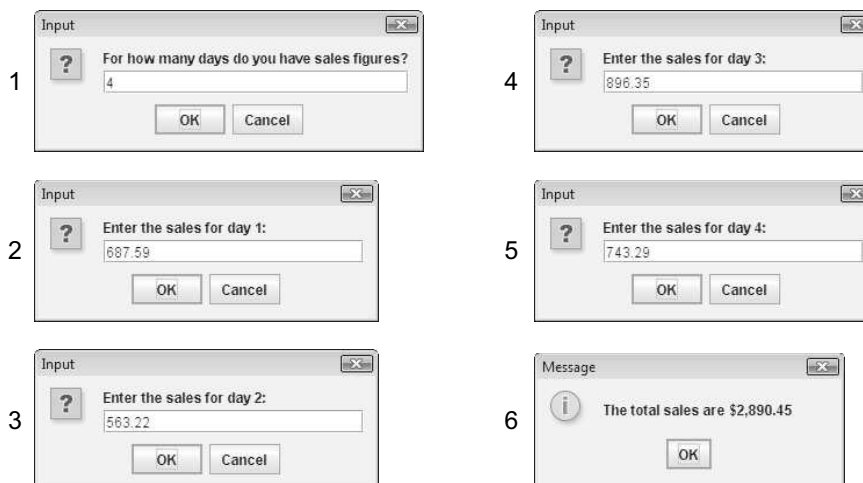 1
Input
For how many days do you have sales figures?
4
OK Cancel
2
Input
Enter the sales for day 1:
687.59
OK Cancel
3
Input
Enter the sales for day 2:
563.22
OK Cancel
4
Input
Enter the sales for day 3:
896.35
OK Cancel
5
Input
Enter the sales for day 4:
743.29
OK Cancel
6
Message
The total sales are $2,890.45
OK